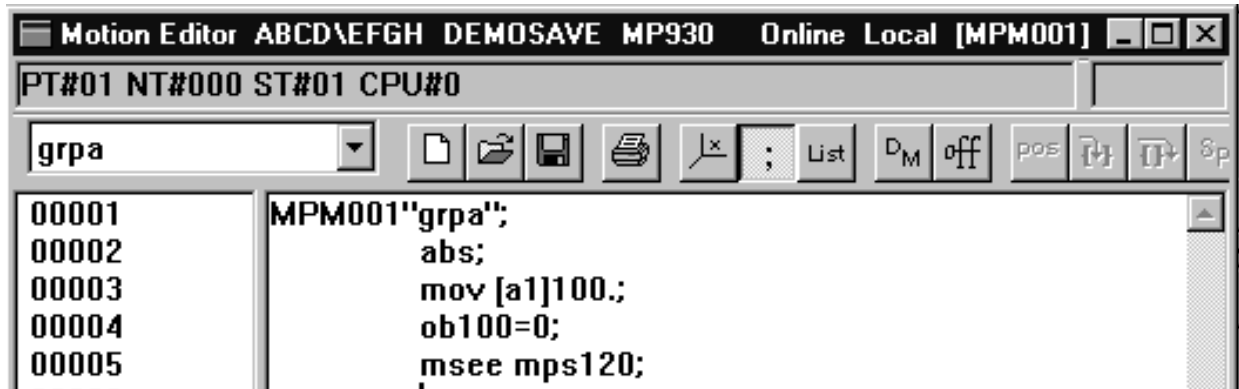 Motion Editor ABCD\EFGH DEMOSAVE MP930 Online Local [MPM001]
PT#01 NT#000 ST#01 CPU#0
grpa ; List DM off pos
00001 MPM001"grpa";
00002 abs;
00003 mov [a1]100.;
00004 ob100=0;
00005 msee mps120;